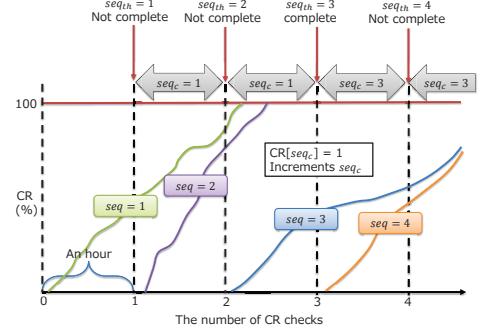 seq_th = 1
Not complete
seq_th = 2
Not complete
seq_th = 3
complete
seq_th = 4
Not complete
seq_c = 1
seq_c = 1
seq_c = 3
seq_c = 3
100
CR[seq_c] = 1
Increments seq_c
CR
(%)
seq = 1
seq = 2
seq = 3
seq = 4
An hour
0
1
2
3
4
The number of CR checks